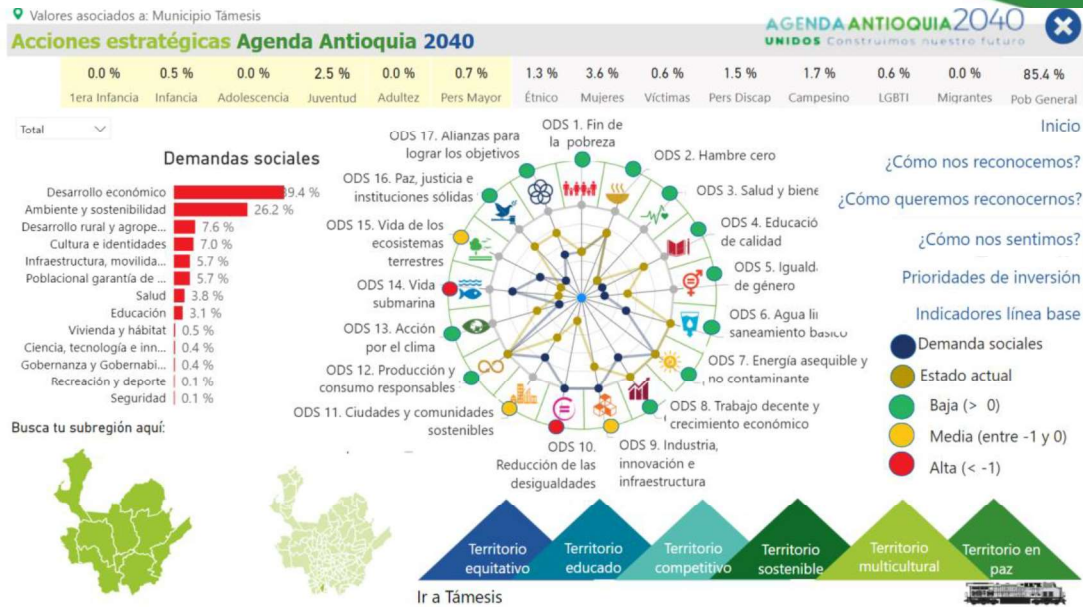 Valores asociados a: Municipio Támesis
Acciones estratégicas Agenda Antioquia 2040
AGENDA ANTIOQUIA 2040
UNIDOS Construimos nuestro futuro
0.0 % 0.5 % 0.0 % 2.5 % 0.0 % 0.7 % 1.3 % 3.6 % 0.6 % 1.5 % 1.7 % 0.6 % 0.0 % 85.4 %
1era Infancia Infancia Adolescencia Juventud Adultez Pers Mayor Étnico Mujeres Víctimas Pers Discap Campesino LGBTI Migrantes Pob General
Total
Demandas sociales
Desarrollo económico 39.4 %
Ambiente y sostenibilidad 26.2 %
Desarrollo rural y agrope... 7.6 %
Cultura e identidades 7.0 %
Infraestructura, movilida... 5.7 %
Poblacional garantía de ... 5.7 %
Salud 3.8 %
Educación 3.1 %
Vivienda y hábitat 0.5 %
Ciencia, tecnología e inn... 0.4 %
Gobernanza y Gobernabi... 0.4 %
Recreación y deporte 0.1 %
Seguridad 0.1 %
Busca tu subregión aquí:
ODS 1. Fin de
la pobreza
ODS 2. Hambre cero
ODS 3. Salud y biene
ODS 4. Educació
de calidad
ODS 5. Iguald
de género
ODS 6. Agua li
saneamiento básico
ODS 7. Energía asequible y
no contaminante
ODS 8. Trabajo decente y
crecimiento económico
ODS 9. Industria,
innovación e
infraestructura
ODS 10.
Reducción de las
desigualdades
ODS 11. Ciudades y comunidades
sostenibles
ODS 12. Producción y
consumo responsables
ODS 13. Acción
por el clima
ODS 14. Vida
submarina
ODS 15. Vida de los
ecosistemas
terrestres
ODS 16. Paz, justicia e
instituciones sólidas
ODS 17. Alianzas para
lograr los objetivos
Inicio
¿Cómo nos reconocemos?
¿Cómo queremos reconocernos?
¿Cómo nos sentimos?
Prioridades de inversión
Indicadores línea base
Demanda sociales
Estado actual
Baja (> 0)
Media (entre -1 y 0)
Alta (< -1)
Territorio
equitativo
Territorio
educado
Territorio
competitivo
Territorio
sostenible
Territorio
multicultural
Territorio en
paz
Ir a Támesis